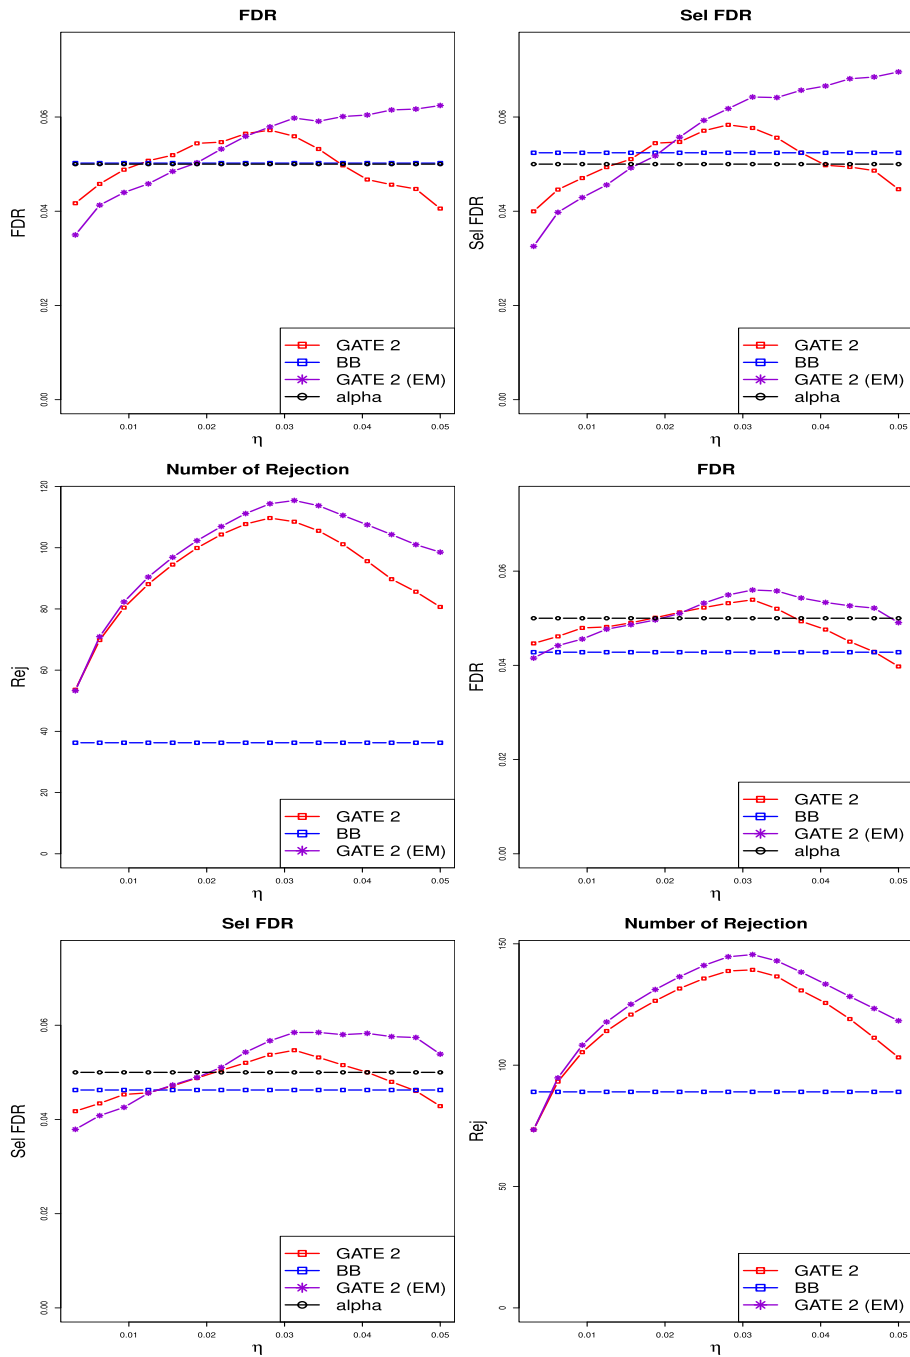 FDR
FDR
0.00
0.02
0.04
0.06
0.01
0.02
0.03
0.04
0.05
η
GATE 2
BB
GATE 2 (EM)
alpha
Sel FDR
Sel FDR
0.00
0.02
0.04
0.06
0.01
0.02
0.03
0.04
0.05
η
GATE 2
BB
GATE 2 (EM)
alpha
Number of Rejection
Rej
0
20
40
60
80
100
120
0.01
0.02
0.03
0.04
0.05
η
GATE 2
BB
GATE 2 (EM)
FDR
FDR
0.00
0.02
0.04
0.06
0.01
0.02
0.03
0.04
0.05
η
GATE 2
BB
GATE 2 (EM)
alpha
Sel FDR
Sel FDR
0.00
0.02
0.04
0.06
0.01
0.02
0.03
0.04
0.05
η
GATE 2
BB
GATE 2 (EM)
alpha
Number of Rejection
Rej
0
50
100
150
0.01
0.02
0.03
0.04
0.05
η
GATE 2
BB
GATE 2 (EM)